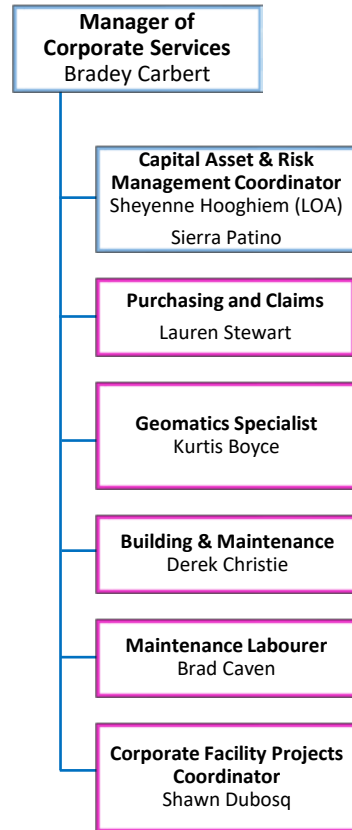 Manager of
Corporate Services
Bradey Carbert
Capital Asset & Risk
Management Coordinator
Sheyenne Hooghiem (LOA)
Sierra Patino
Purchasing and Claims
Lauren Stewart
Geomatics Specialist
Kurtis Boyce
Building & Maintenance
Derek Christie
Maintenance Labourer
Brad Caven
Corporate Facility Projects
Coordinator
Shawn Dubosq